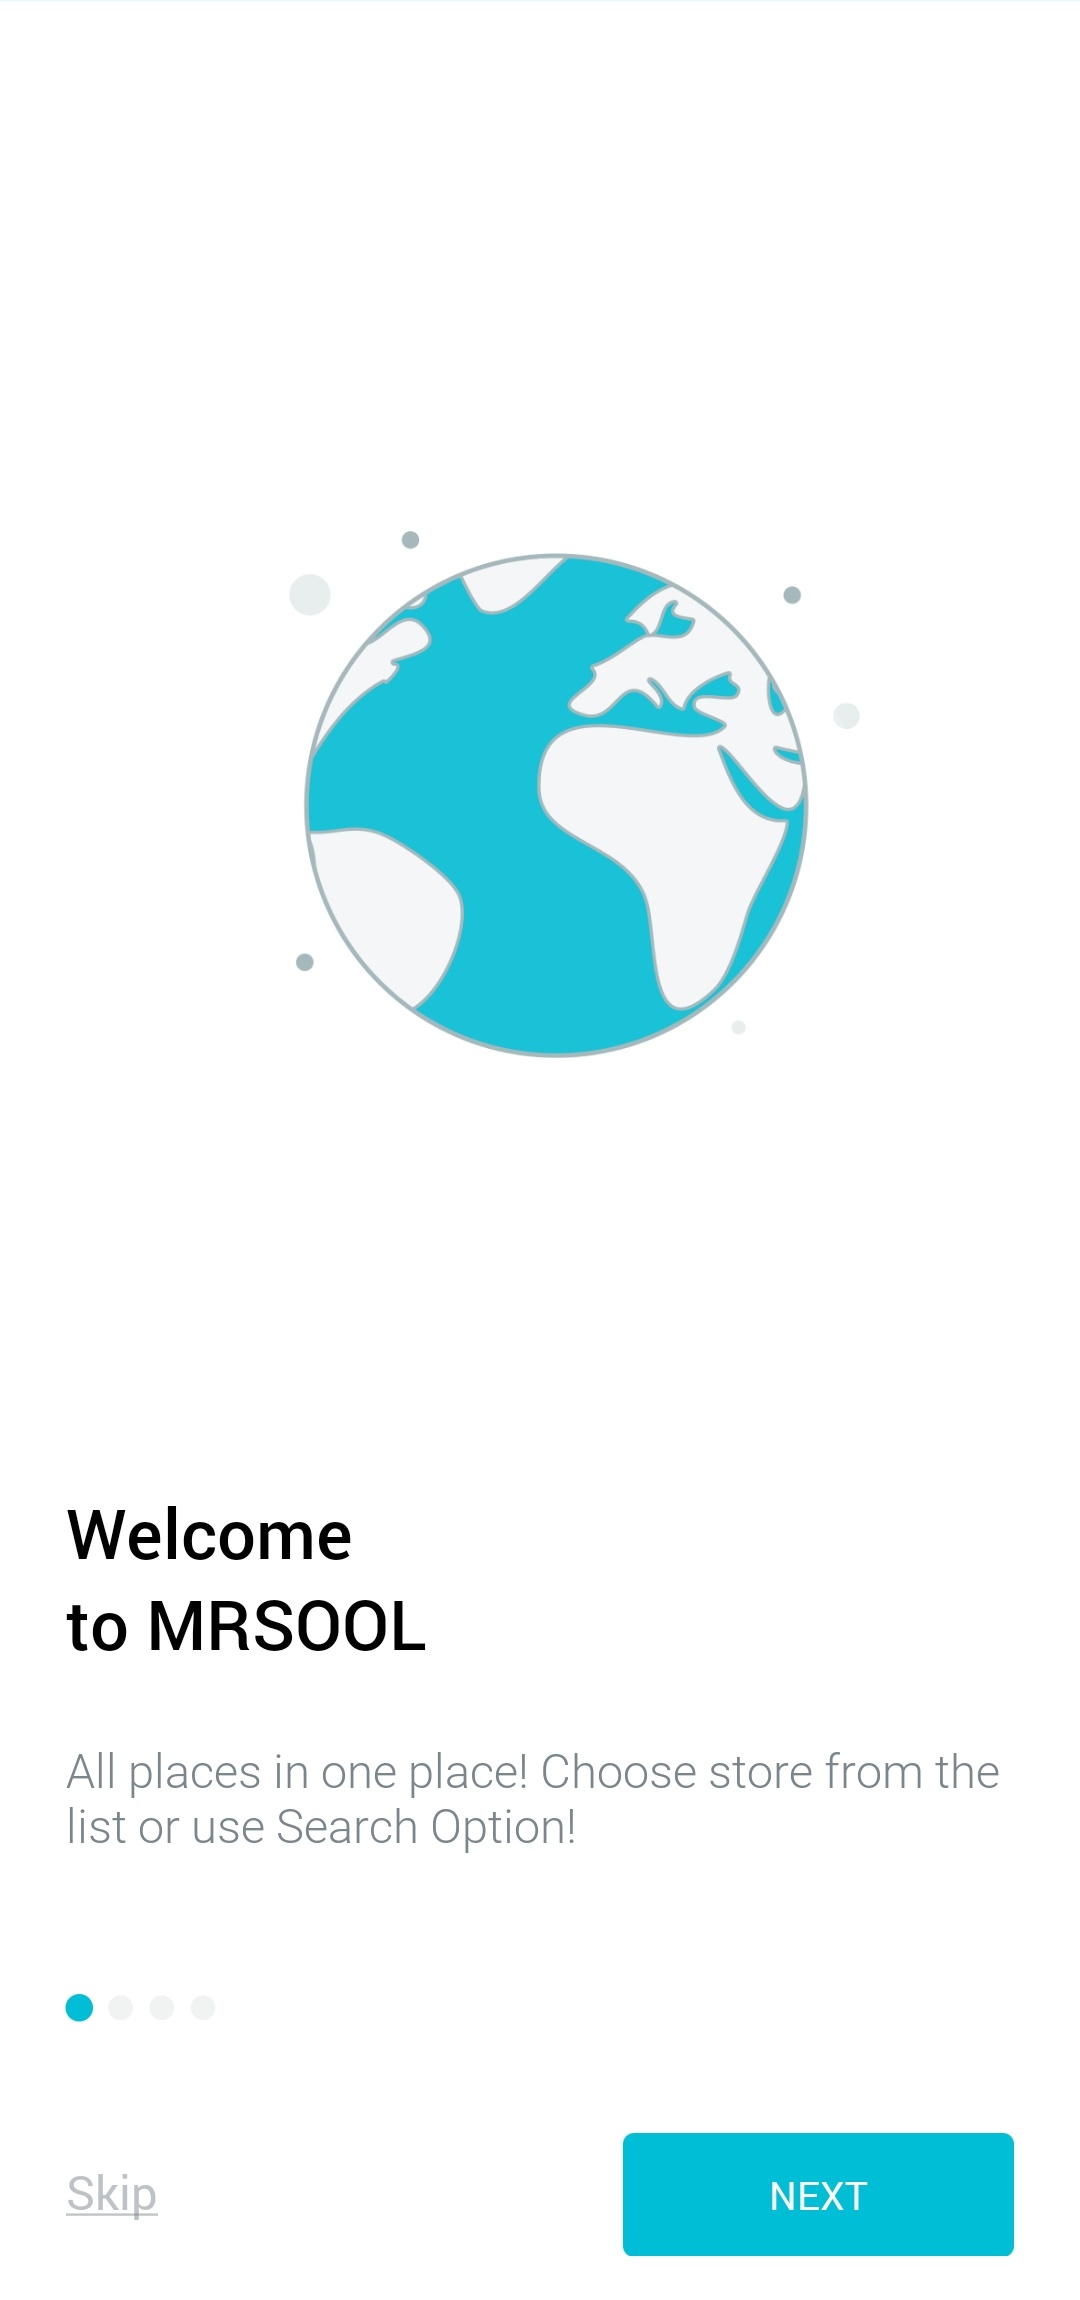 Welcome
to MRSOOL
All places in one place! Choose store from the
list or use Search Option!
Skip
NEXT